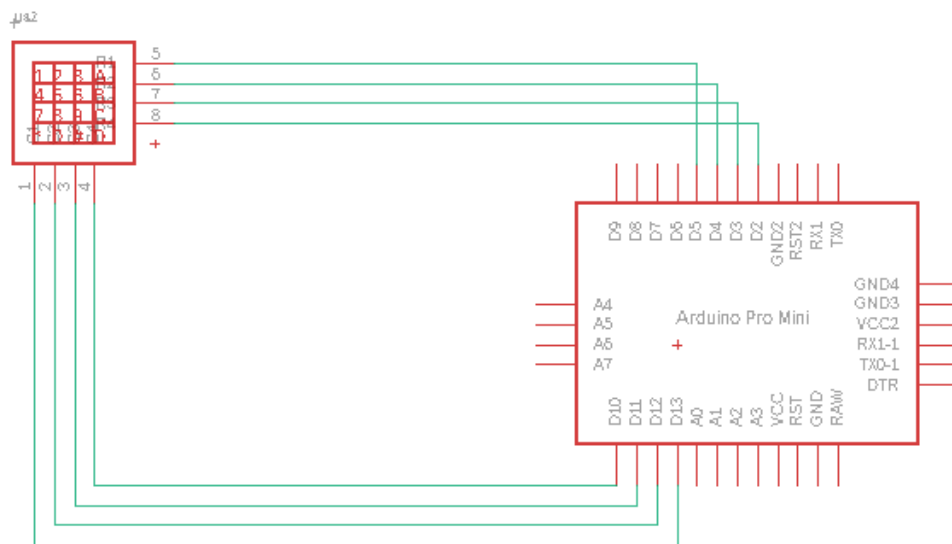 5
6
7
8
1 2 3 A
4 5 6 B
7 8 9 C
1
2
3
4
D9
D8
D7
D6
D5
D4
D3
D2
GND2
RST2
RX1
TX0
A4
A5
A6
A7
Arduino Pro Mini
GND4
GND3
VCC2
RX1-1
TX0-1
DTR
D10
D11
D12
D13
A0
A1
A2
A3
VCC
RST
GND
RAW